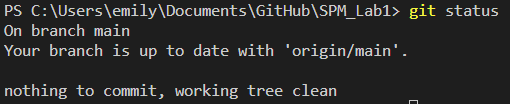 PS C:\Users\emily\Documents\GitHub\SPM_Lab1> git status
On branch main
Your branch is up to date with 'origin/main'.

nothing to commit, working tree clean